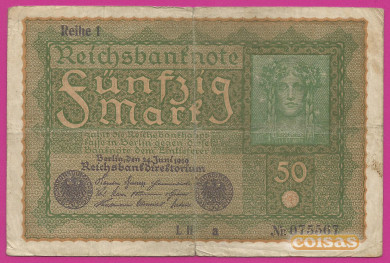 Reihe 1
Reichsbanknote
Fünfzig
Mark
zahlt die Reichsbankhaupt-
kasse in Berlin gegen diese
Banknote dem Einlieferer
Berlin, den 24. Juni 1919
Reichsbankdirektorium
50
a
Nr. 075567
coisas